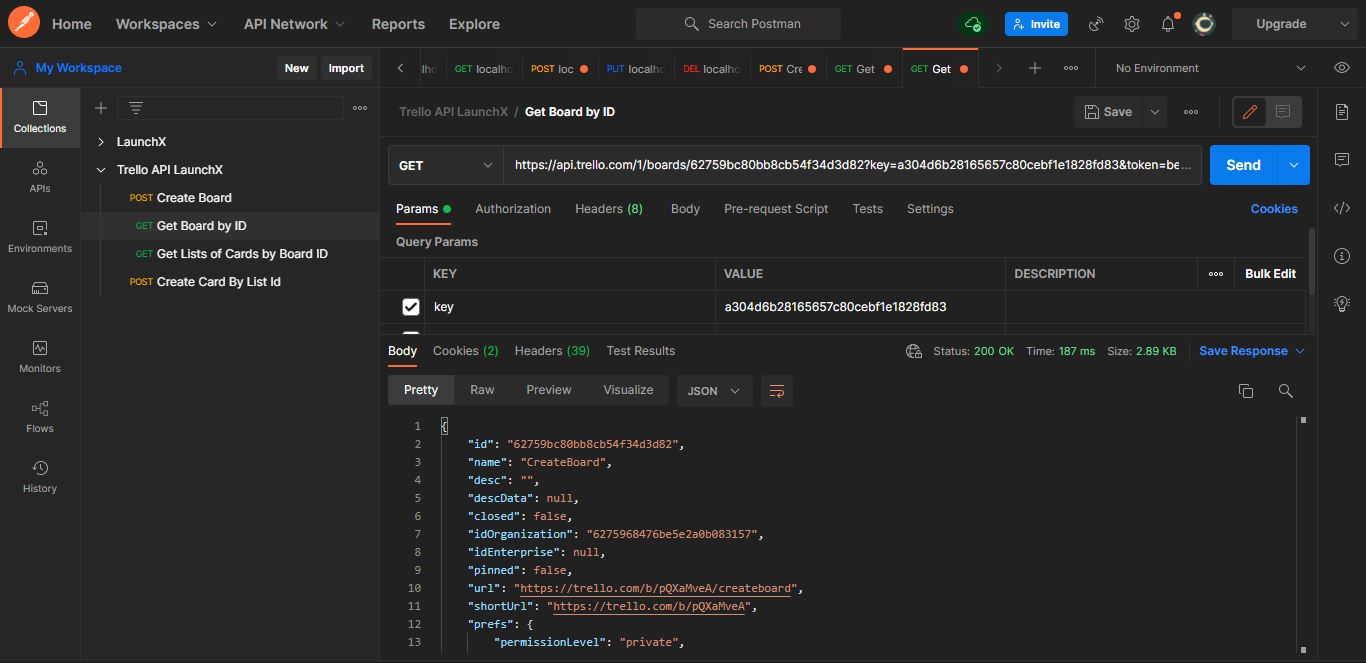 Home Workspaces API Network Reports Explore Search Postman Invite Upgrade
My Workspace New Import
GET localho POST loc PUT localho DEL localho POST Cre GET Get GET Get No Environment
Collections
APIs
Environments
Mock Servers
Monitors
Flows
History
LaunchX
Trello API LaunchX
POST Create Board
GET Get Board by ID
GET Get Lists of Cards by Board ID
POST Create Card By List Id
Trello API LaunchX / Get Board by ID Save
GET https://api.trello.com/1/boards/62759bc80bb8cb54f34d3d82?key=a304d6b28165657c80cebf1e1828fd83&token=be... Send
Params Authorization Headers (8) Body Pre-request Script Tests Settings Cookies
Query Params
KEY VALUE DESCRIPTION Bulk Edit
key a304d6b28165657c80cebf1e1828fd83
Body Cookies (2) Headers (39) Test Results Status: 200 OK Time: 187 ms Size: 2.89 KB Save Response
Pretty Raw Preview Visualize JSON
1 {
2 "id": "62759bc80bb8cb54f34d3d82",
3 "name": "CreateBoard",
4 "desc": "",
5 "descData": null,
6 "closed": false,
7 "idOrganization": "6275968476be5e2a0b083157",
8 "idEnterprise": null,
9 "pinned": false,
10 "url": "https://trello.com/b/pQXaMveA/createboard",
11 "shortUrl": "https://trello.com/b/pQXaMveA",
12 "prefs": {
13 "permissionLevel": "private",